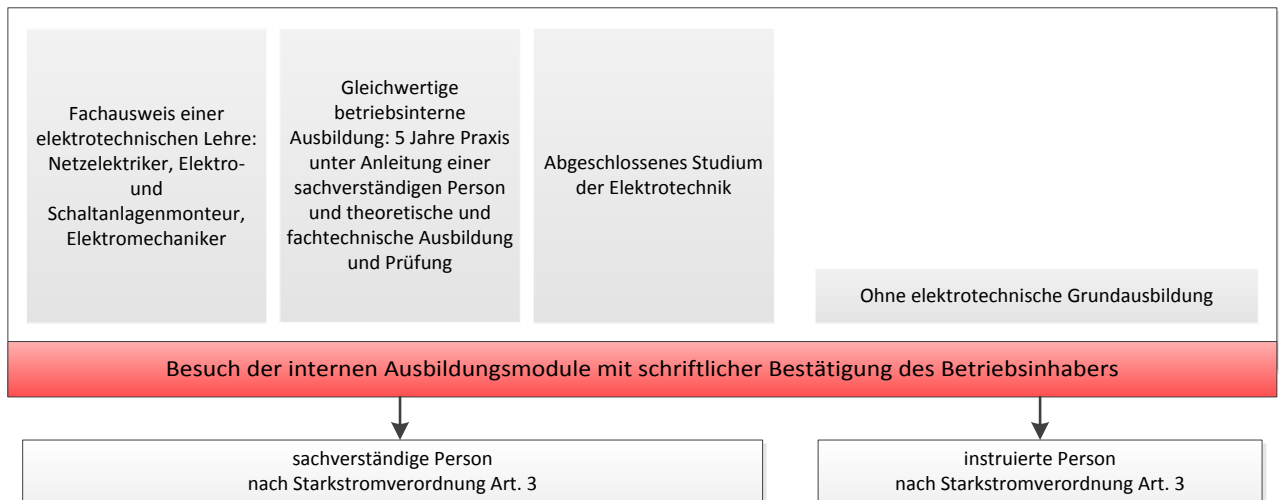 Fachausweis einer
elektrotechnischen Lehre:
Netzelektriker, Elektro-
und
Schaltanlagenmonteur,
Elektromechaniker
Gleichwertige
betriebsinterne
Ausbildung: 5 Jahre Praxis
unter Anleitung einer
sachverständigen Person
und theoretische und
fachtechnische Ausbildung
und Prüfung
Abgeschlossenes Studium
der Elektrotechnik
Ohne elektrotechnische Grundausbildung
Besuch der internen Ausbildungsmodule mit schriftlicher Bestätigung des Betriebsinhabers
sachverständige Person
nach Starkstromverordnung Art. 3
instruierte Person
nach Starkstromverordnung Art. 3